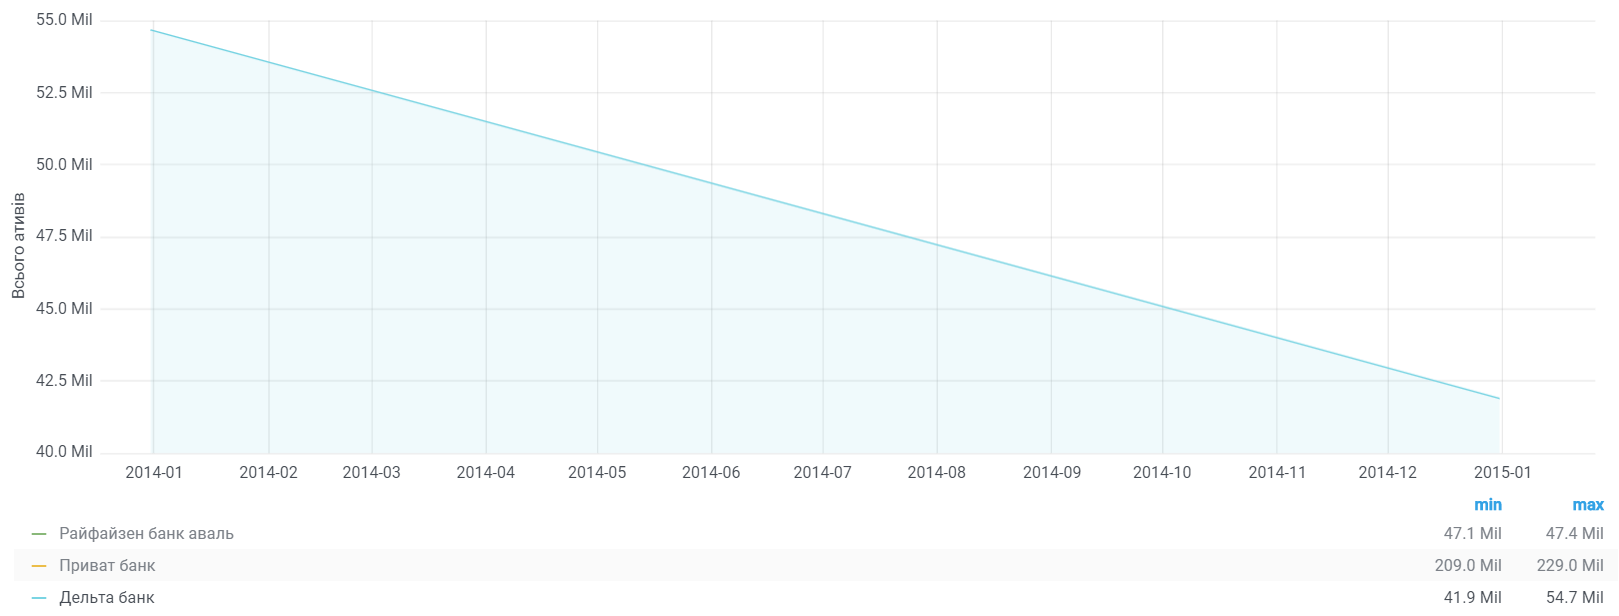 55.0 Mil
52.5 Mil
50.0 Mil
47.5 Mil
45.0 Mil
42.5 Mil
40.0 Mil
Всього ативів
2014-01 2014-02 2014-03 2014-04 2014-05 2014-06 2014-07 2014-08 2014-09 2014-10 2014-11 2014-12 2015-01
min max
Райфайзен банк аваль 47.1 Mil 47.4 Mil
Приват банк 209.0 Mil 229.0 Mil
Дельта банк 41.9 Mil 54.7 Mil